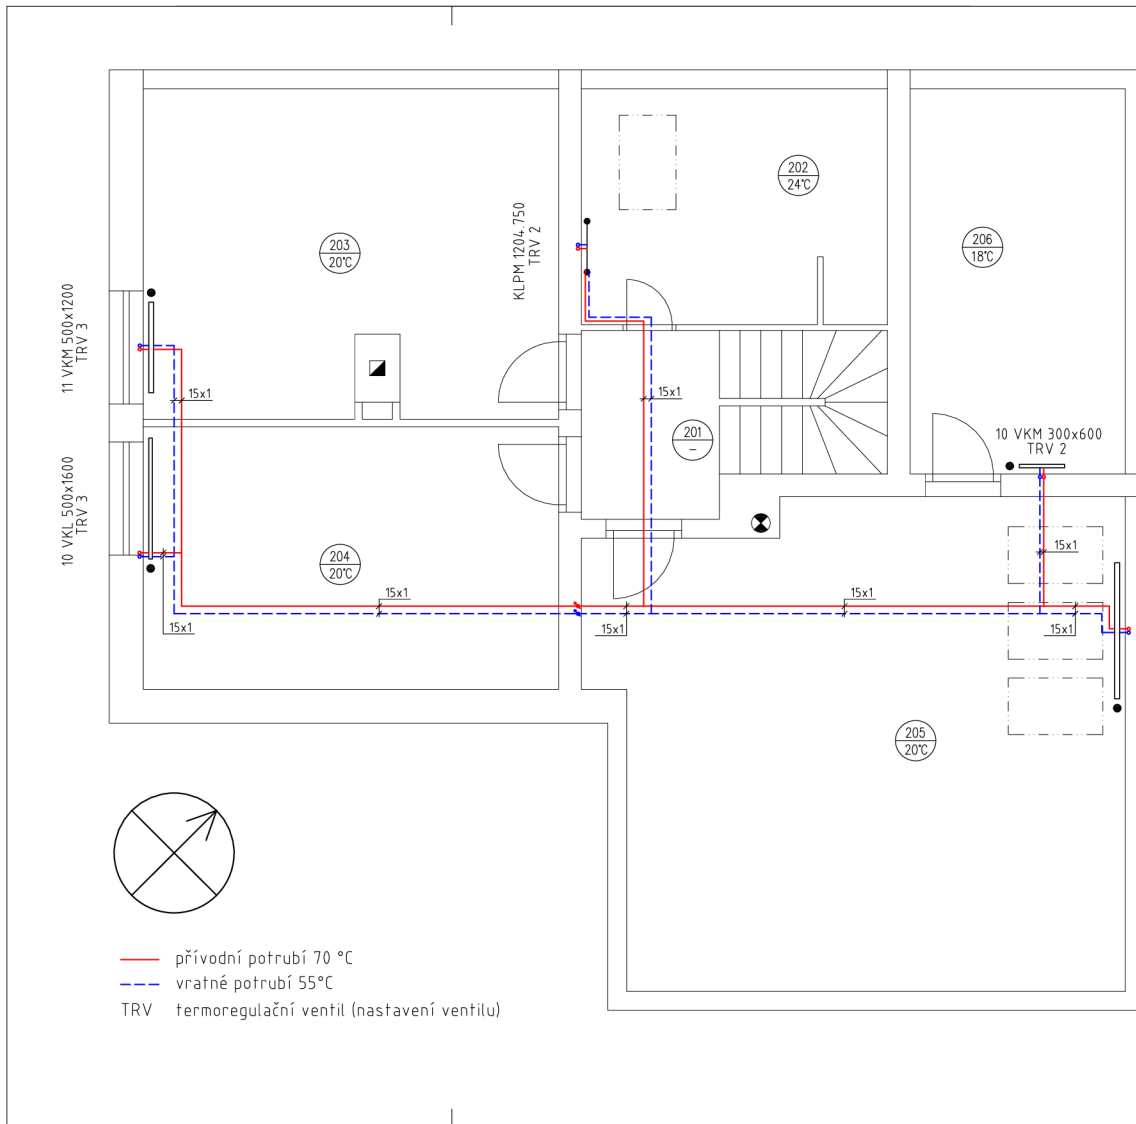 202
24°C
KLPM 1204.750
TRV 2
203
20°C
206
18°C
11 VKM 500x1200
TRV 3
15x1
15x1
201
-
10 VKM 300x600
TRV 2
10 VKL 500x1600
TRV 3
204
20°C
15x1
15x1
15x1
15x1
15x1
15x1
205
20°C
přívodní potrubí 70 °C
vratné potrubí 55°C
TRV termoregulační ventil (nastavení ventilu)